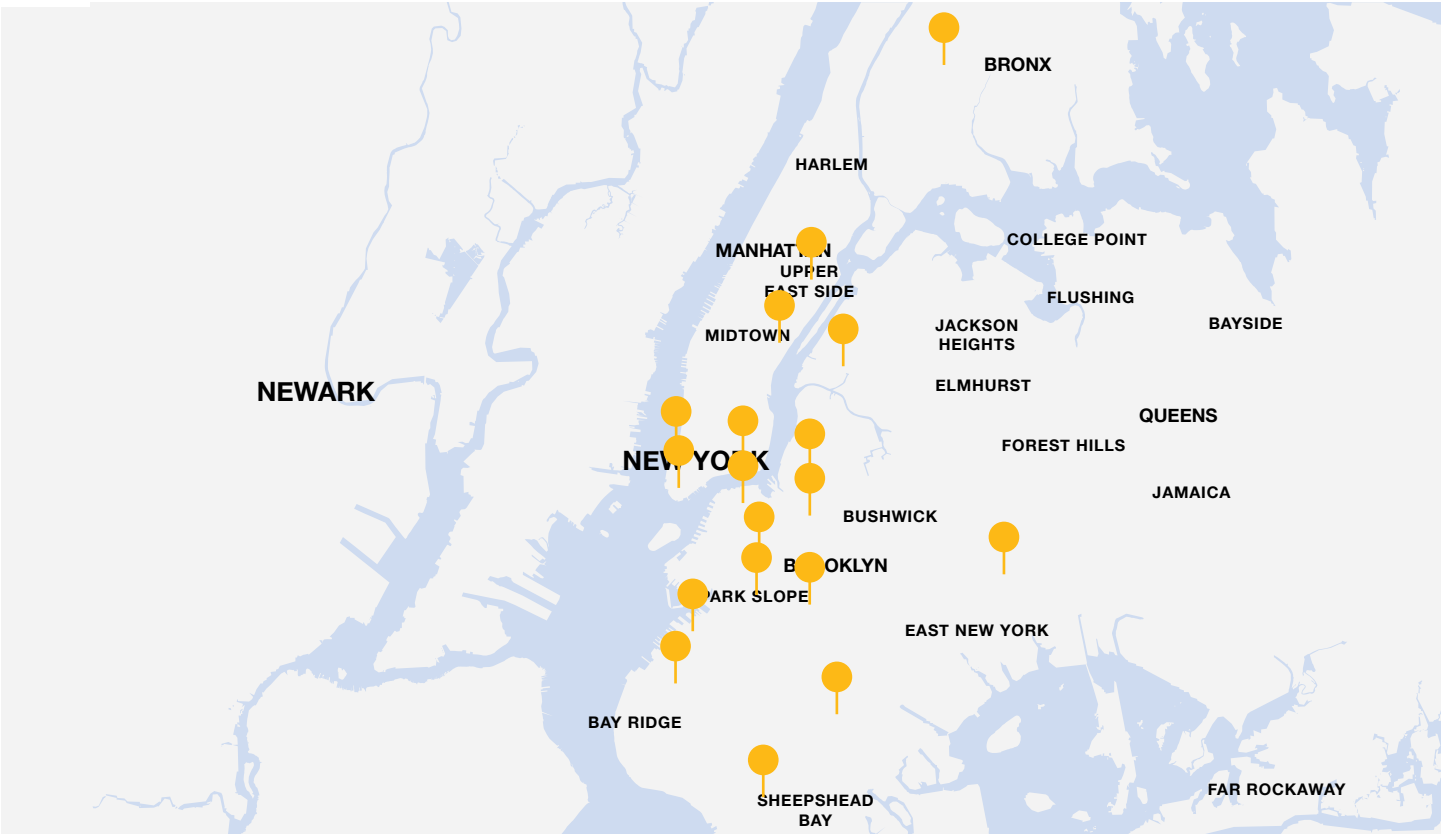 BRONX
HARLEM
COLLEGE POINT
MANHATTAN
UPPER
EAST SIDE
FLUSHING
BAYSIDE
JACKSON
HEIGHTS
MIDTOWN
ELMHURST
NEWARK
QUEENS
FOREST HILLS
NEW YORK
JAMAICA
BUSHWICK
BROOKLYN
PARK SLOPE
EAST NEW YORK
BAY RIDGE
FAR ROCKAWAY
SHEEPSHEAD
BAY